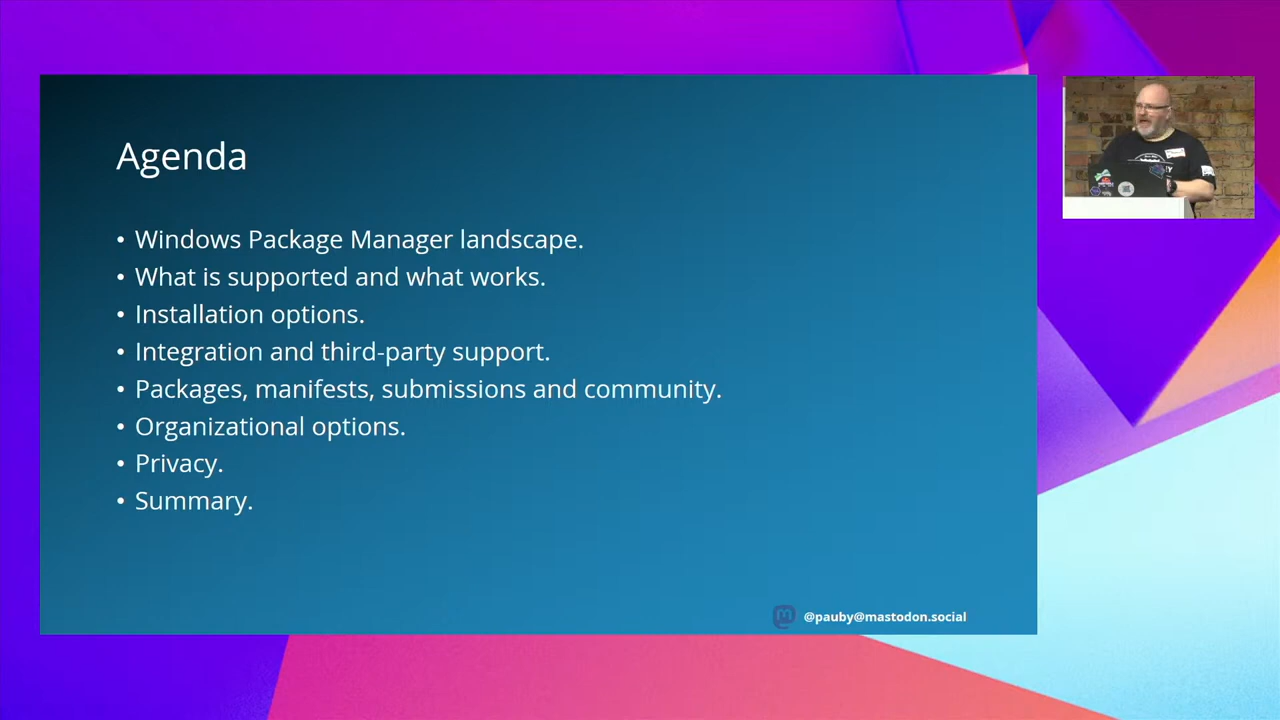 Agenda
• Windows Package Manager landscape.
• What is supported and what works.
• Installation options.
• Integration and third-party support.
• Packages, manifests, submissions and community.
• Organizational options.
• Privacy.
• Summary.
@pauby@mastodon.social